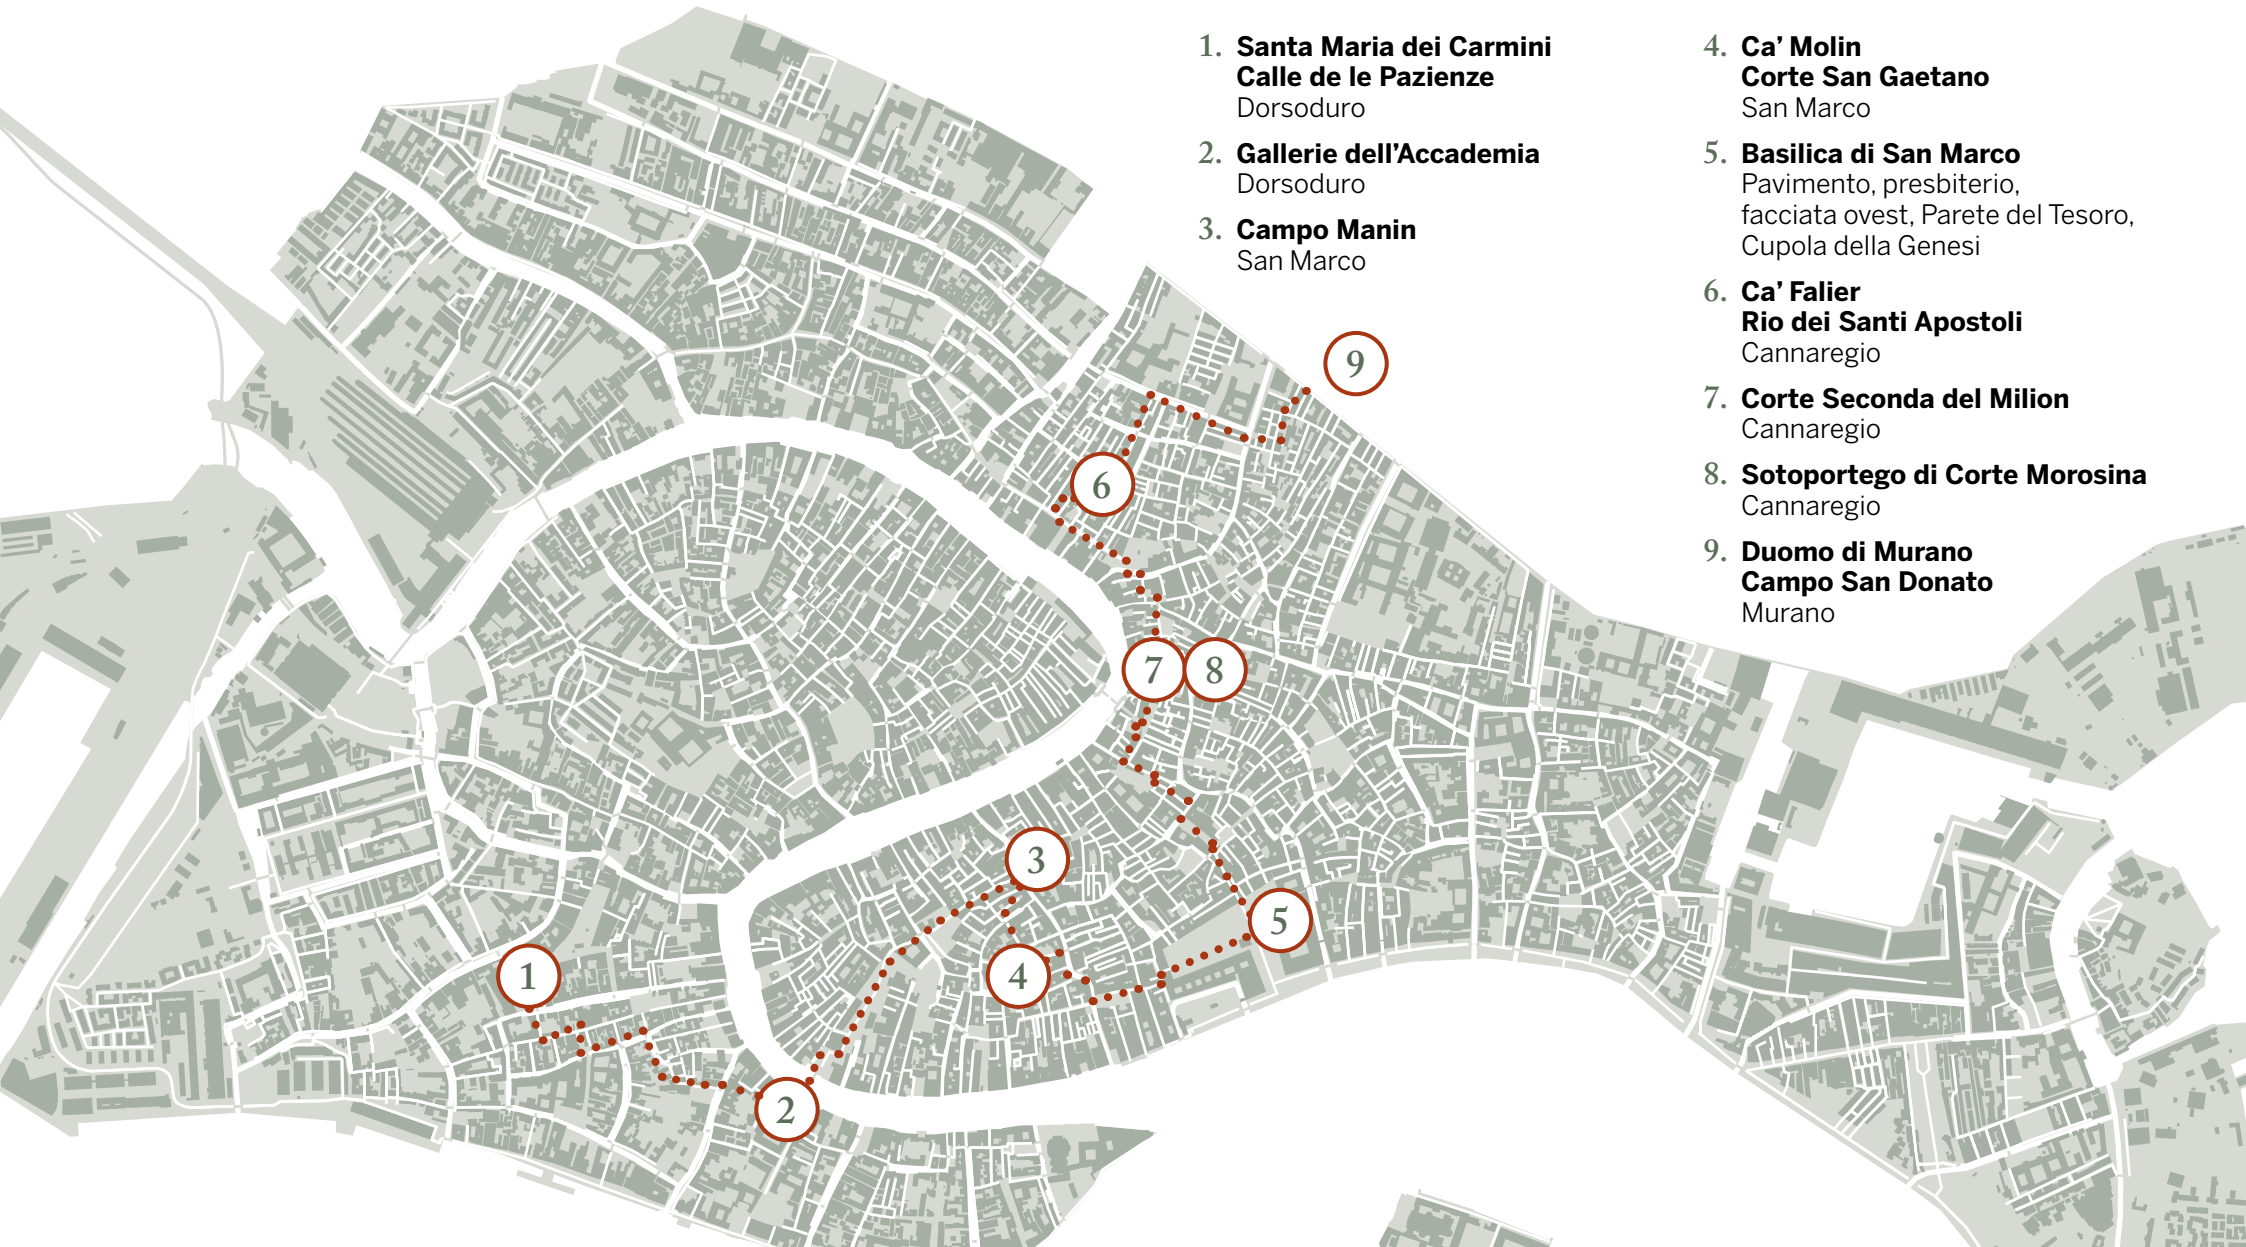 1. Santa Maria dei Carmini
Calle de le Pazienze
Dorsoduro
2. Gallerie dell'Accademia
Dorsoduro
3. Campo Manin
San Marco
4. Ca' Molin
Corte San Gaetano
San Marco
5. Basilica di San Marco
Pavimento, presbiterio,
facciata ovest, Parete del Tesoro,
Cupola della Genesi
6. Ca' Falier
Rio dei Santi Apostoli
Cannaregio
7. Corte Seconda del Milion
Cannaregio
8. Sotoportego di Corte Morosina
Cannaregio
9. Duomo di Murano
Campo San Donato
Murano
9
6
7
8
3
5
1
4
2